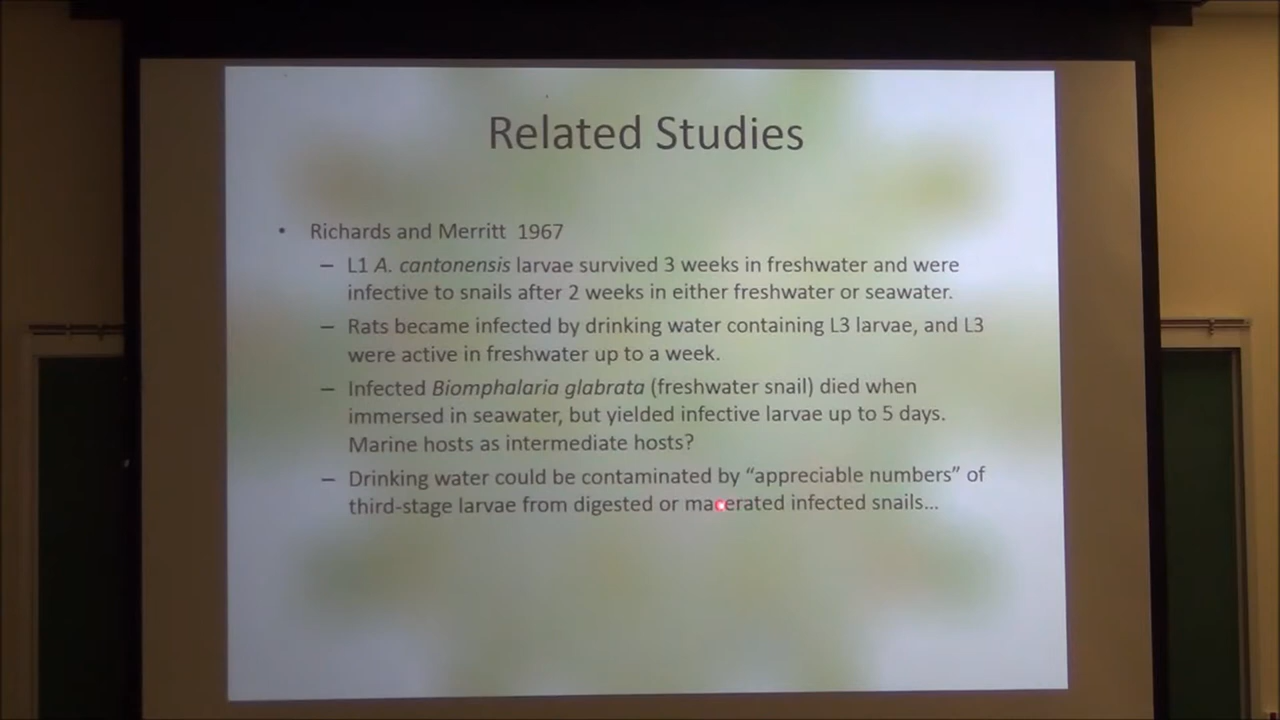 Related Studies
• Richards and Merritt 1967
– L1 A. cantonensis larvae survived 3 weeks in freshwater and were
infective to snails after 2 weeks in either freshwater or seawater.
– Rats became infected by drinking water containing L3 larvae, and L3
were active in freshwater up to a week.
– Infected Biomphalaria glabrata (freshwater snail) died when
immersed in seawater, but yielded infective larvae up to 5 days.
Marine hosts as intermediate hosts?
– Drinking water could be contaminated by “appreciable numbers” of
third-stage larvae from digested or macerated infected snails...